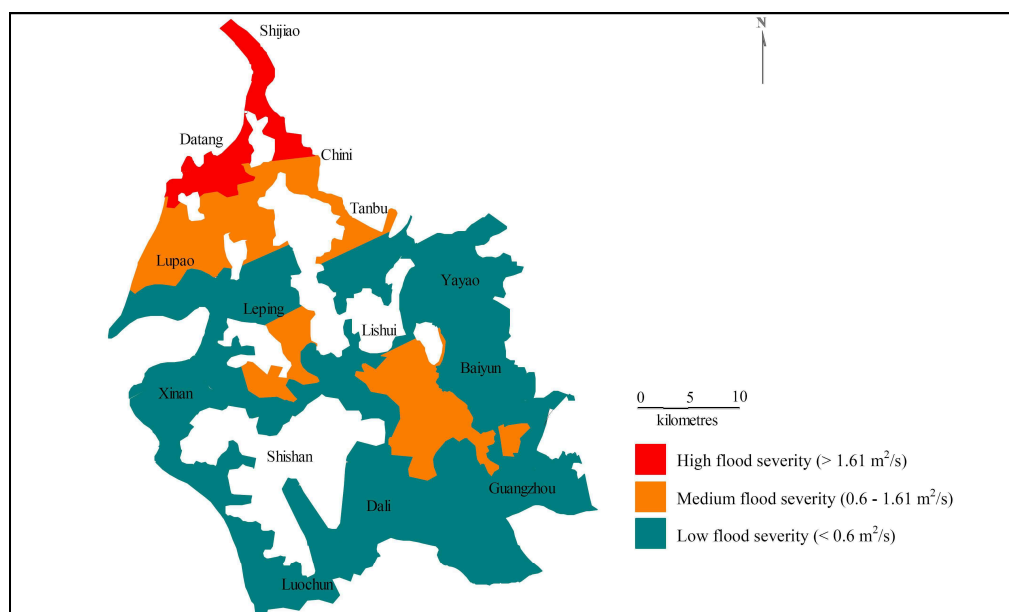 Shijiao
N
Datang
Chini
Tanbu
Lupao
Yayao
Leping
Lishui
Baiyun
Xinan
0 5 10
kilometres
Shishan
High flood severity (> 1.61 m²/s)
Guangzhou
Medium flood severity (0.6 - 1.61 m²/s)
Dali
Low flood severity (< 0.6 m²/s)
Luochun